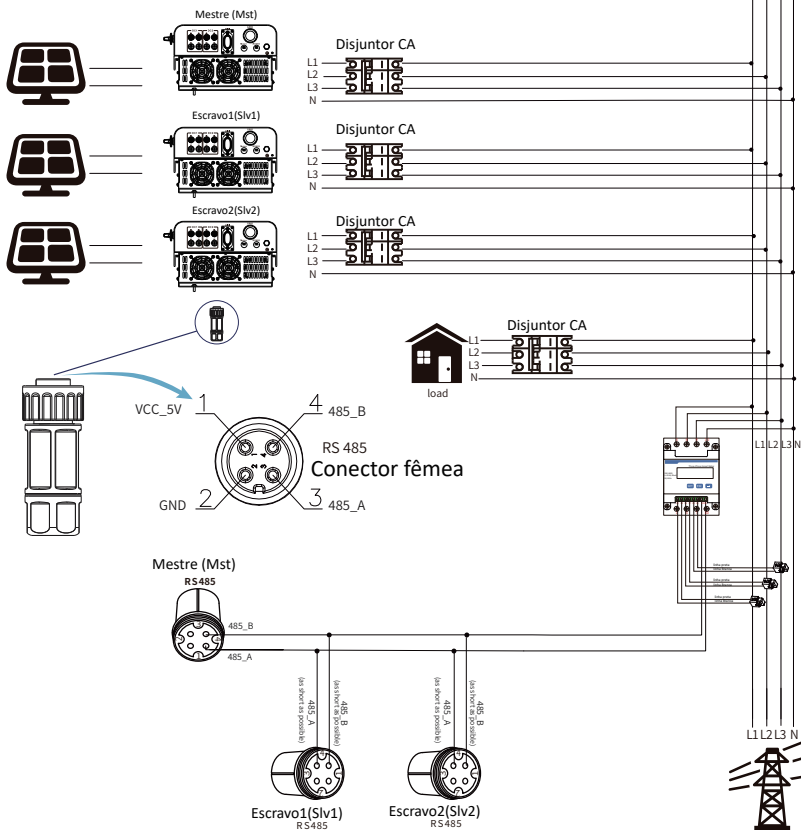 Mestre (Mst)
Disjuntor CA
L1
L2
L3
N
Escravo1(Slv1)
Disjuntor CA
L1
L2
L3
N
Escravo2(Slv2)
Disjuntor CA
L1
L2
L3
N
Disjuntor CA
L1
L2
L3
N
load
L1 L2 L3 N
VCC_5V
1
4
485_B
1
4
2
3
RS 485
Conector fêmea
GND
2
3
485_A
Mestre (Mst)
RS485
485_B
485_A
485_A
(as short as possible)
485_B
(as short as possible)
485_A
(as short as possible)
485_B
(as short as possible)
L1 L2 L3 N
Escravo1(Slv1)
RS485
Escravo2(Slv2)
RS485